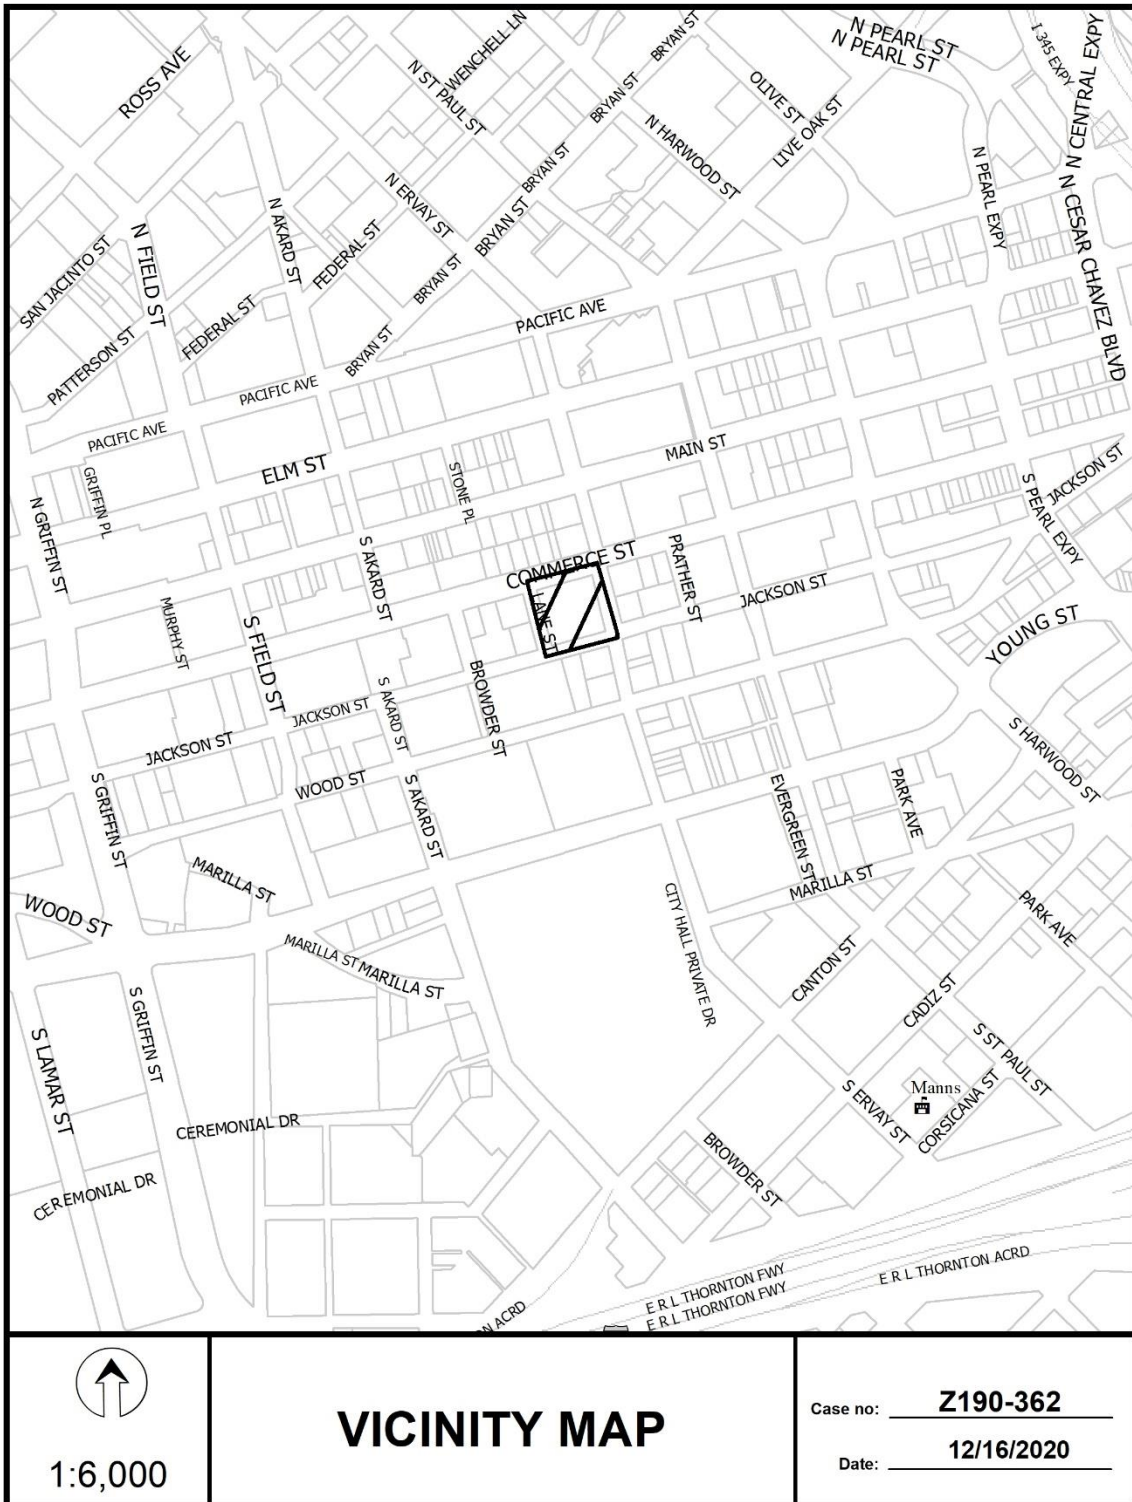 N PEARL ST
N PEARL ST
I 345 EXPY
N CENTRAL EXPY
WENCHELL LN
BRYAN ST
ROSS AVE
N ST PAUL ST
BRYAN ST
OLIVE ST
LIVE OAK ST
N HARWOOD ST
BRYAN ST
N PEARL EXPY
N CESAR CHAVEZ BLVD
N ERVAY ST
BRYAN ST
N AKARD ST
FEDERAL ST
BRYAN ST
N FIELD ST
SAN JACINTO ST
FEDERAL ST
PACIFIC AVE
BRYAN ST
PATTERSON ST
PACIFIC AVE
PACIFIC AVE
MAIN ST
ELM ST
GRIFFIN PL
STONE PL
JACKSON ST
S PEARL EXPY
N GRIFFIN ST
S AKARD ST
COMMERCE ST
PRATHER ST
JACKSON ST
LANE ST
MURPHY ST
S FIELD ST
YOUNG ST
BROWDER ST
S AKARD ST
JACKSON ST
JACKSON ST
S HARWOOD ST
WOOD ST
S GRIFFIN ST
S AKARD ST
EVERGREEN ST
PARK AVE
MARILLA ST
MARILLA ST
WOOD ST
CITY HALL PRIVATE DR
PARK AVE
MARILLA ST
MARILLA ST
CANTON ST
CADIZ ST
S GRIFFIN ST
S LAMAR ST
S ST PAUL ST
Manns
S ERVAY ST
CORSICANA ST
CEREMONIAL DR
BROWDER ST
CEREMONIAL DR
E R L THORNTON FWY
E R L THORNTON ACRD
E R L THORNTON FWY
N ACRD
1:6,000
VICINITY MAP
Case no: Z190-362
Date: 12/16/2020